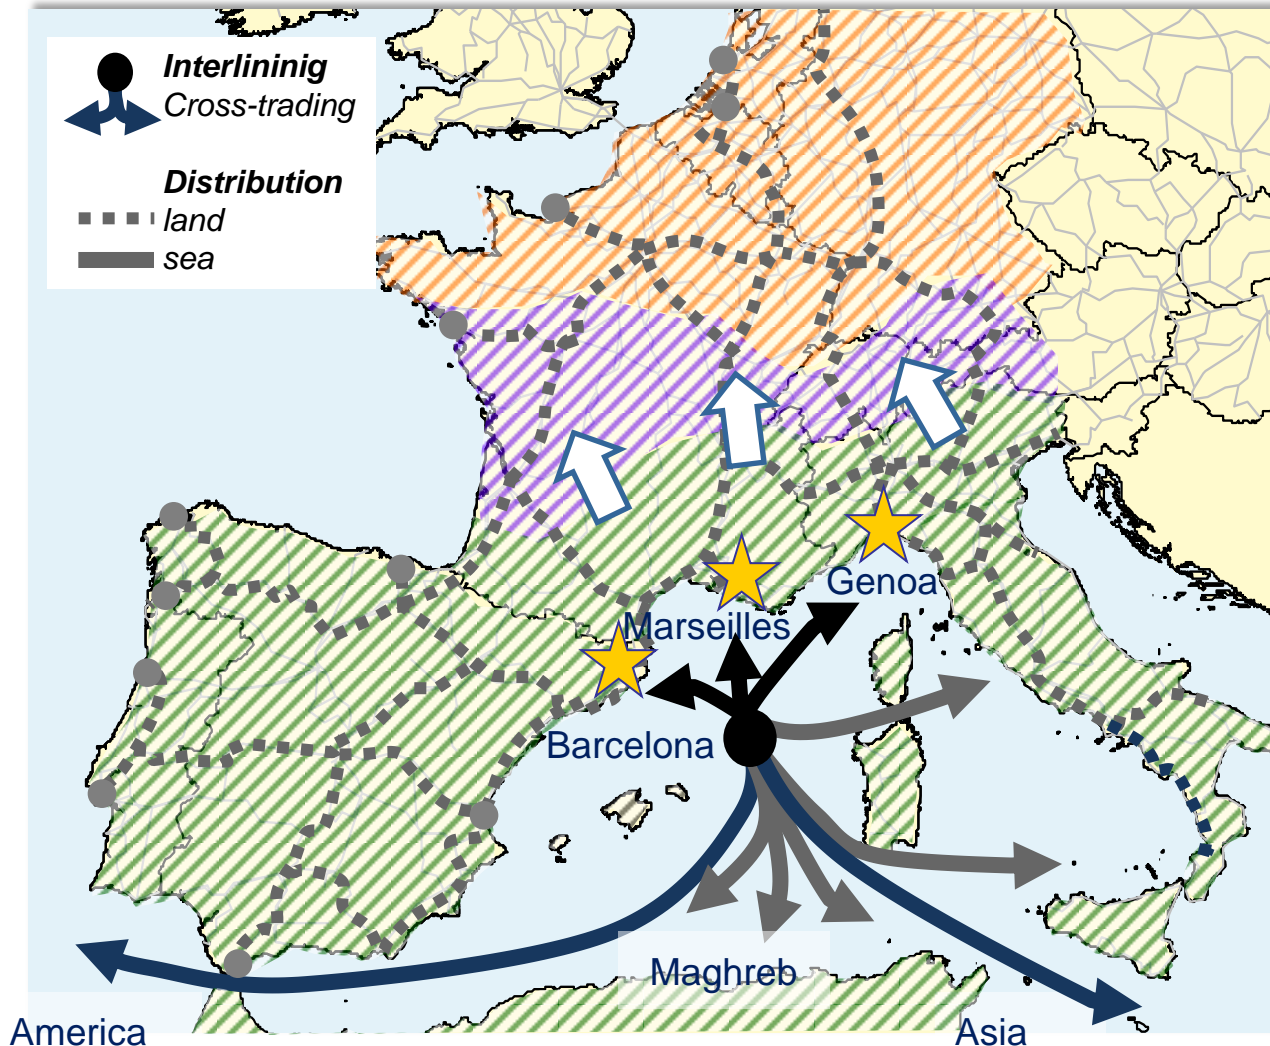 Interlininig
Cross-trading
Distribution
land
sea
Genoa
Marseilles
Barcelona
Maghreb
America
Asia